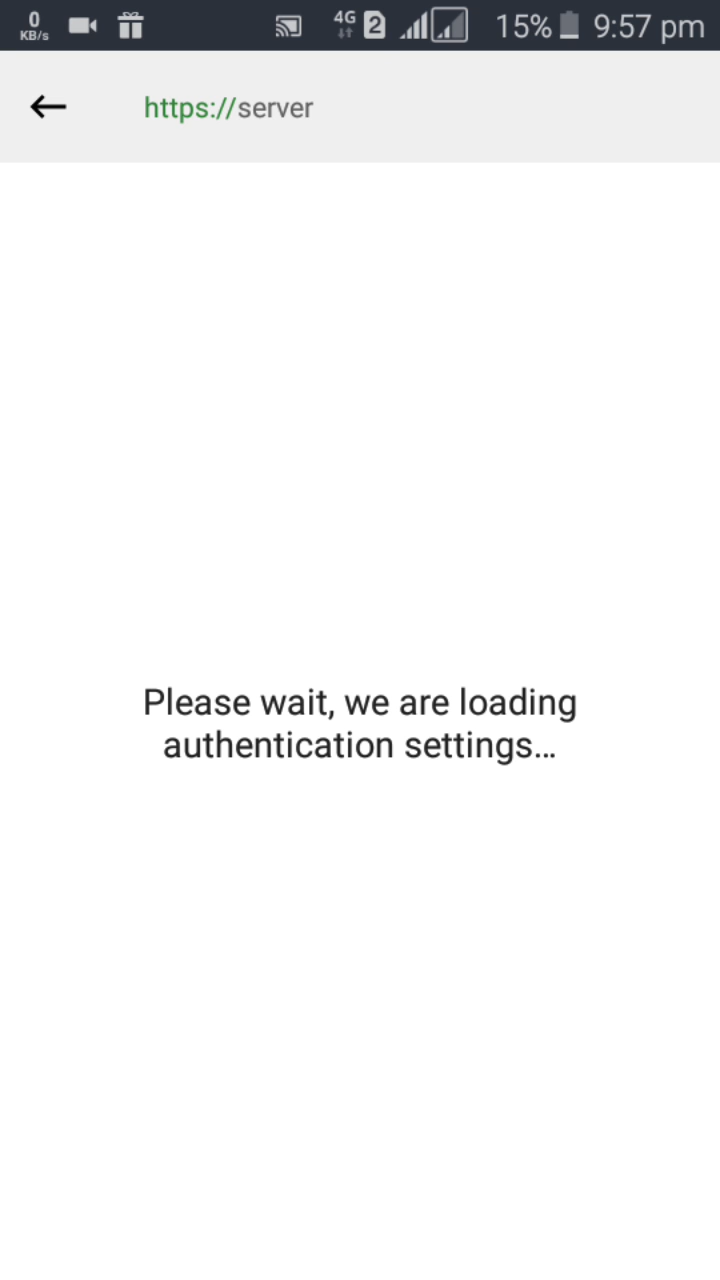 0
KB/s
4G
2
15%
9:57 pm
https://server
Please wait, we are loading
authentication settings...